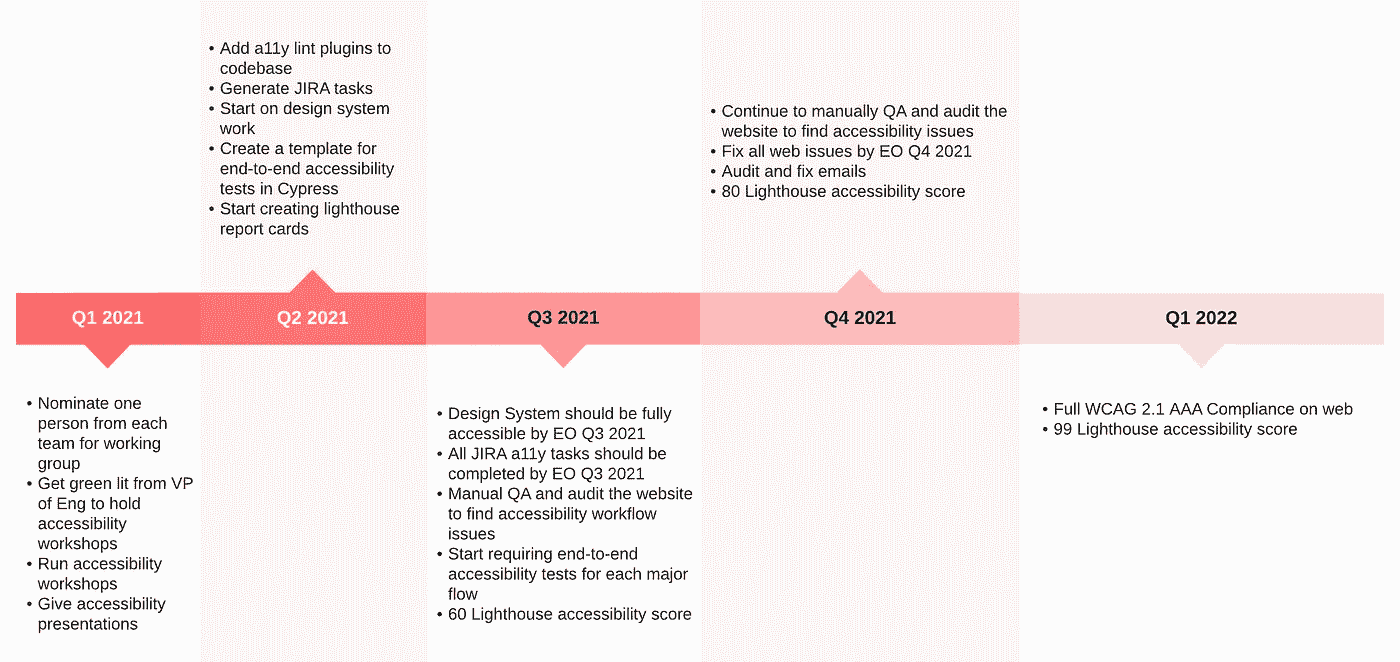 • Add a11y lint plugins to
codebase
• Generate JIRA tasks
• Start on design system
work
• Create a template for
end-to-end accessibility
tests in Cypress
• Start creating lighthouse
report cards
• Continue to manually QA and audit the
website to find accessibility issues
• Fix all web issues by EO Q4 2021
• Audit and fix emails
• 80 Lighthouse accessibility score
Q1 2021
Q2 2021
Q3 2021
Q4 2021
Q1 2022
• Nominate one
person from each
team for working
group
• Get green lit from VP
of Eng to hold
accessibility
workshops
• Run accessibility
workshops
• Give accessibility
presentations
• Design System should be fully
accessible by EO Q3 2021
• All JIRA a11y tasks should be
completed by EO Q3 2021
• Manual QA and audit the website
to find accessibility workflow
issues
• Start requiring end-to-end
accessibility tests for each major
flow
• 60 Lighthouse accessibility score
• Full WCAG 2.1 AAA Compliance on web
• 99 Lighthouse accessibility score